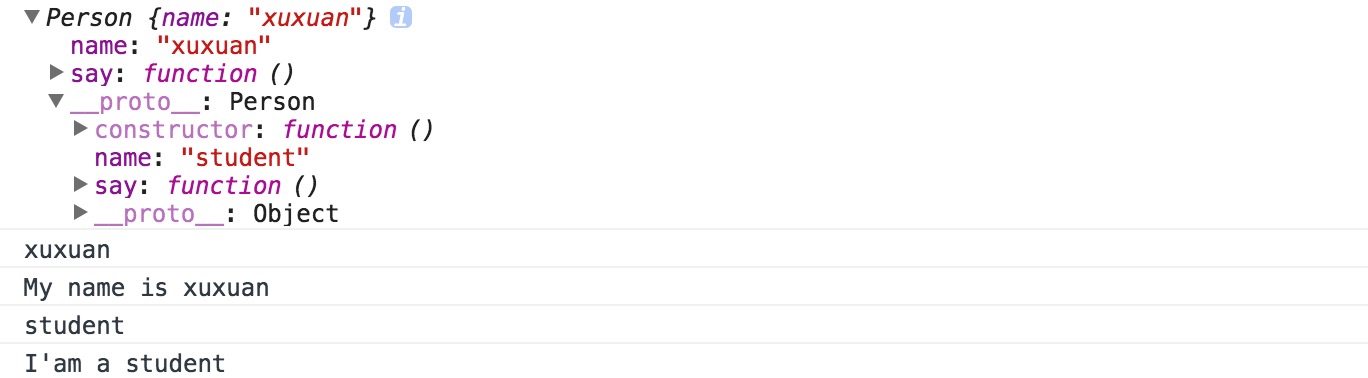 ▼Person {name: "xuxuan"} i
name: "xuxuan"
▶say: function ()
▼__proto__: Person
▶constructor: function ()
name: "student"
▶say: function ()
▶__proto__: Object
xuxuan
My name is xuxuan
student
I'am a student